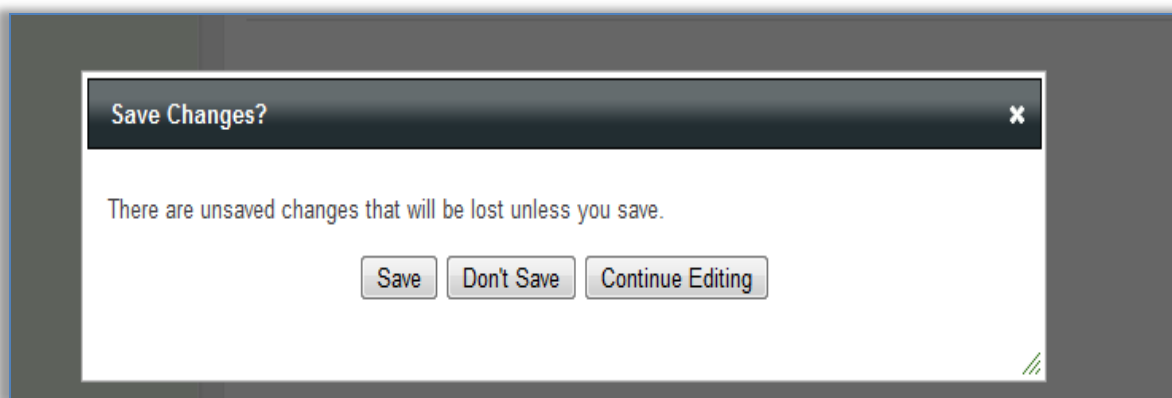 Save Changes?
There are unsaved changes that will be lost unless you save.
Save Don't Save Continue Editing